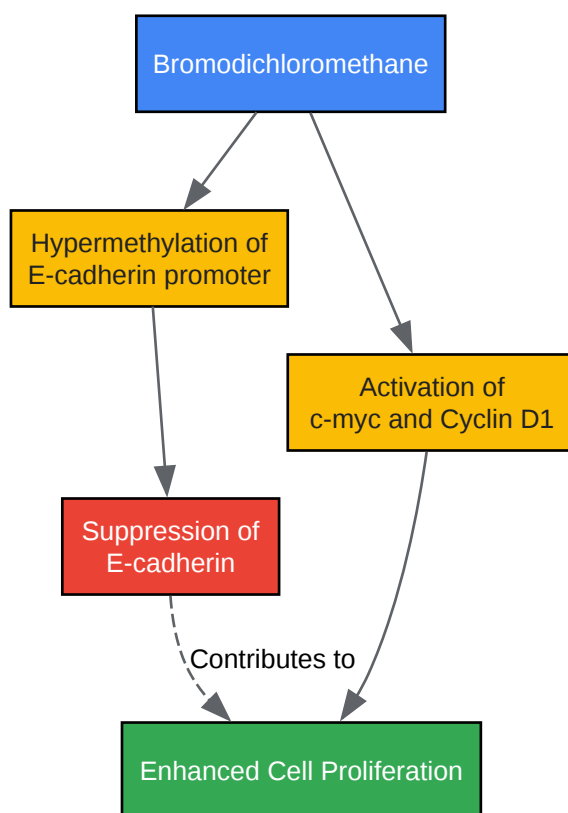 Bromodichloromethane
Hypermethylation of
E-cadherin promoter
Activation of
c-myc and Cyclin D1
Suppression of
E-cadherin
Contributes to
Enhanced Cell Proliferation